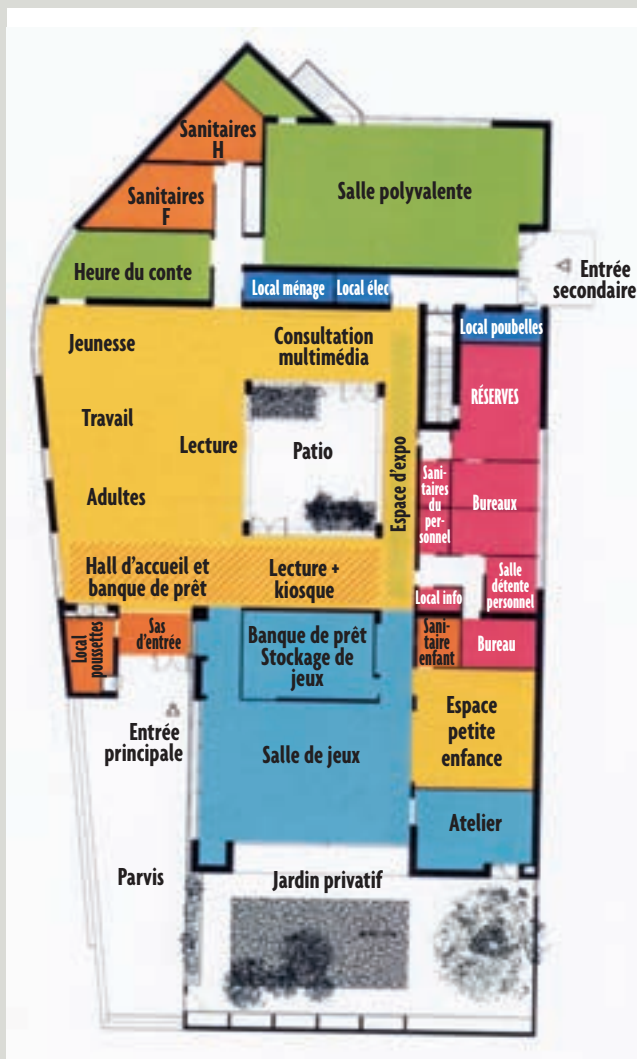 Sanitaires
H
Salle polyvalente
Sanitaires
F
Heure du conte
Entrée
secondaire
Local ménage
Local élec
Jeunesse
Consultation
multimédia
Local poubelles
RÉSERVES
Travail
Lecture
Patio
Espace d'expo
Adultes
Sani-
taires
du
per-
sonnel
Bureaux
Hall d'accueil et
banque de prêt
Lecture +
kiosque
Salle
détente
personnel
Local info
Local
poussettes
Sas
d'entrée
Banque de prêt
Stockage de
jeux
Sani-
taire
enfant
Bureau
Entrée
principale
Salle de jeux
Espace
petite
enfance
Atelier
Parvis
Jardin privatif